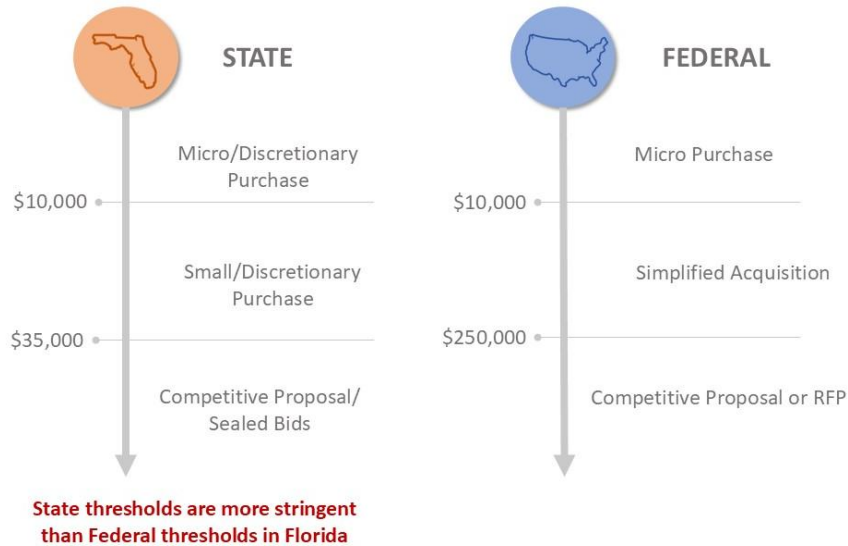 STATE
Micro/Discretionary
Purchase
$10,000
Small/Discretionary
Purchase
$35,000
Competitive Proposal/
Sealed Bids
State thresholds are more stringent
than Federal thresholds in Florida
FEDERAL
Micro Purchase
$10,000
Simplified Acquisition
$250,000
Competitive Proposal or RFP